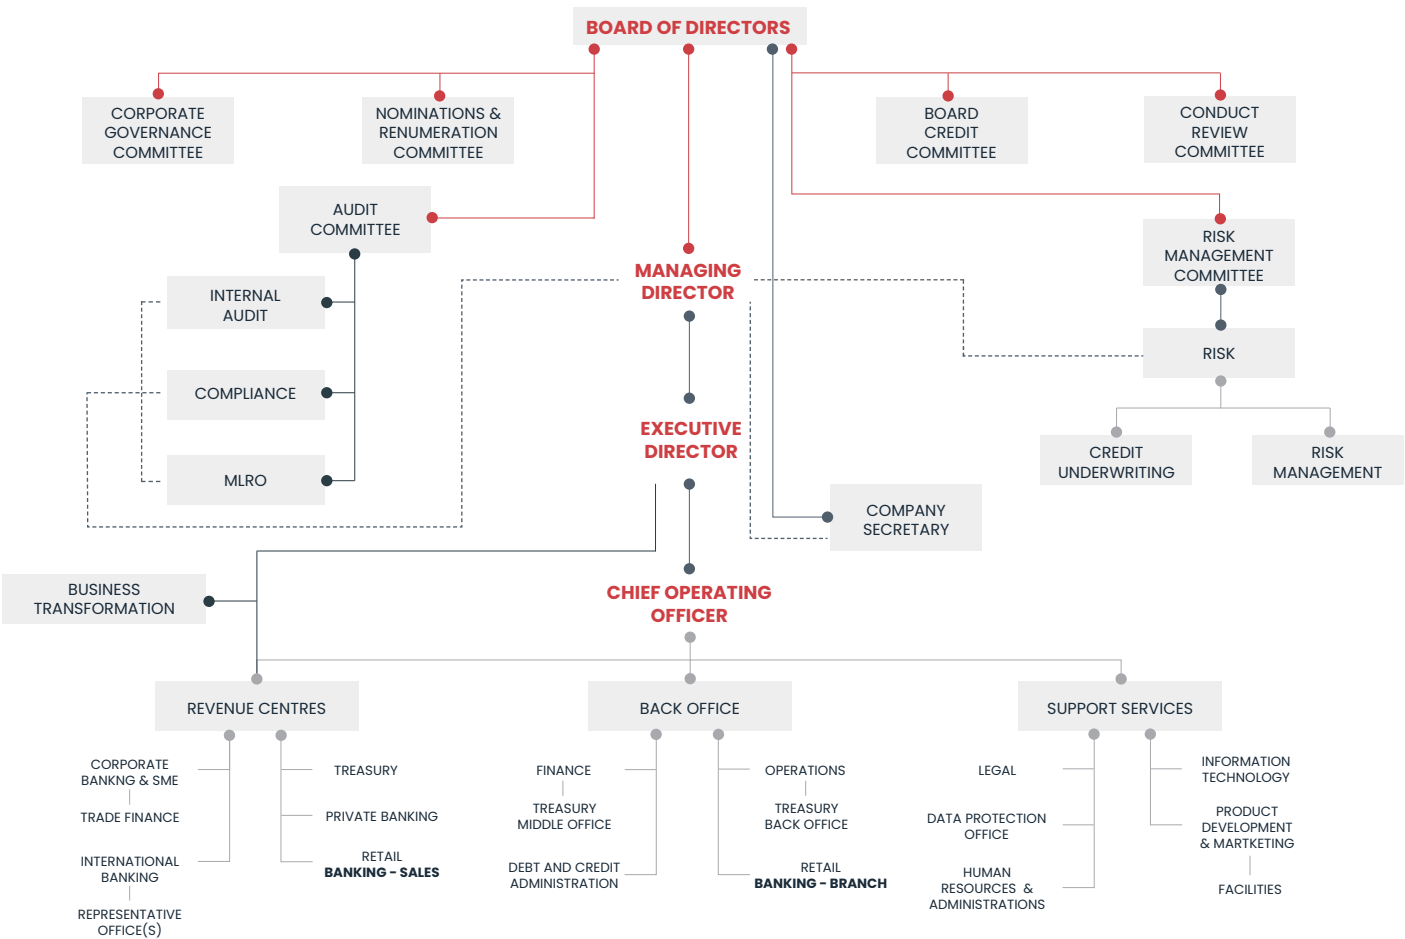 BOARD OF DIRECTORS
CORPORATE
GOVERNANCE
COMMITTEE
NOMINATIONS &
RENUMERATION
COMMITTEE
BOARD
CREDIT
COMMITTEE
CONDUCT
REVIEW
COMMITTEE
AUDIT
COMMITTEE
RISK
MANAGEMENT
COMMITTEE
MANAGING
DIRECTOR
INTERNAL
AUDIT
RISK
COMPLIANCE
EXECUTIVE
DIRECTOR
CREDIT
UNDERWRITING
RISK
MANAGEMENT
MLRO
COMPANY
SECRETARY
BUSINESS
TRANSFORMATION
CHIEF OPERATING
OFFICER
REVENUE CENTRES
BACK OFFICE
SUPPORT SERVICES
CORPORATE
BANKNG & SME
TRADE FINANCE
INTERNATIONAL
BANKING
REPRESENTATIVE
OFFICE(S)
TREASURY
PRIVATE BANKING
RETAIL
BANKING - SALES
FINANCE
TREASURY
MIDDLE OFFICE
DEBT AND CREDIT
ADMINISTRATION
OPERATIONS
TREASURY
BACK OFFICE
RETAIL
BANKING - BRANCH
LEGAL
DATA PROTECTION
OFFICE
HUMAN
RESOURCES &
ADMINISTRATIONS
INFORMATION
TECHNOLOGY
PRODUCT
DEVELOPMENT
& MARTKETING
FACILITIES